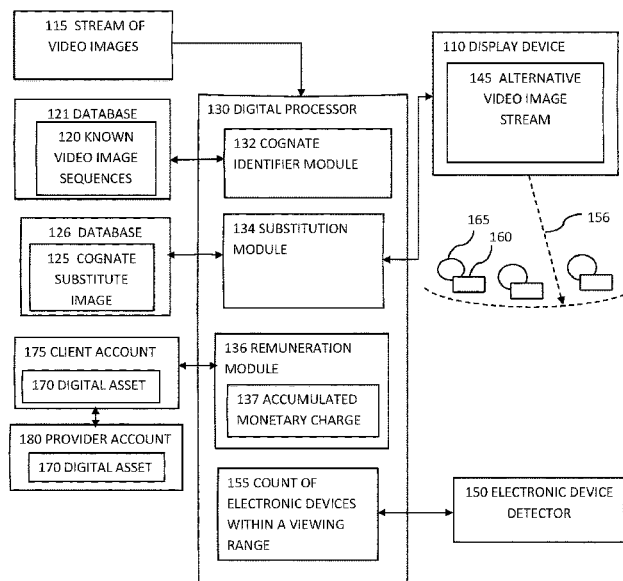 115 STREAM OF
VIDEO IMAGES
121 DATABASE
120 KNOWN
VIDEO IMAGE
SEQUENCES
126 DATABASE
125 COGNATE
SUBSTITUTE
IMAGE
175 CLIENT ACCOUNT
170 DIGITAL ASSET
180 PROVIDER ACCOUNT
170 DIGITAL ASSET
130 DIGITAL PROCESSOR
132 COGNATE
IDENTIFIER MODULE
134 SUBSTITUTION
MODULE
136 REMUNERATION
MODULE
137 ACCUMULATED
MONETARY CHARGE
155 COUNT OF
ELECTRONIC DEVICES
WITHIN A VIEWING
RANGE
110 DISPLAY DEVICE
145 ALTERNATIVE
VIDEO IMAGE
STREAM
156
165
160
150 ELECTRONIC DEVICE
DETECTOR